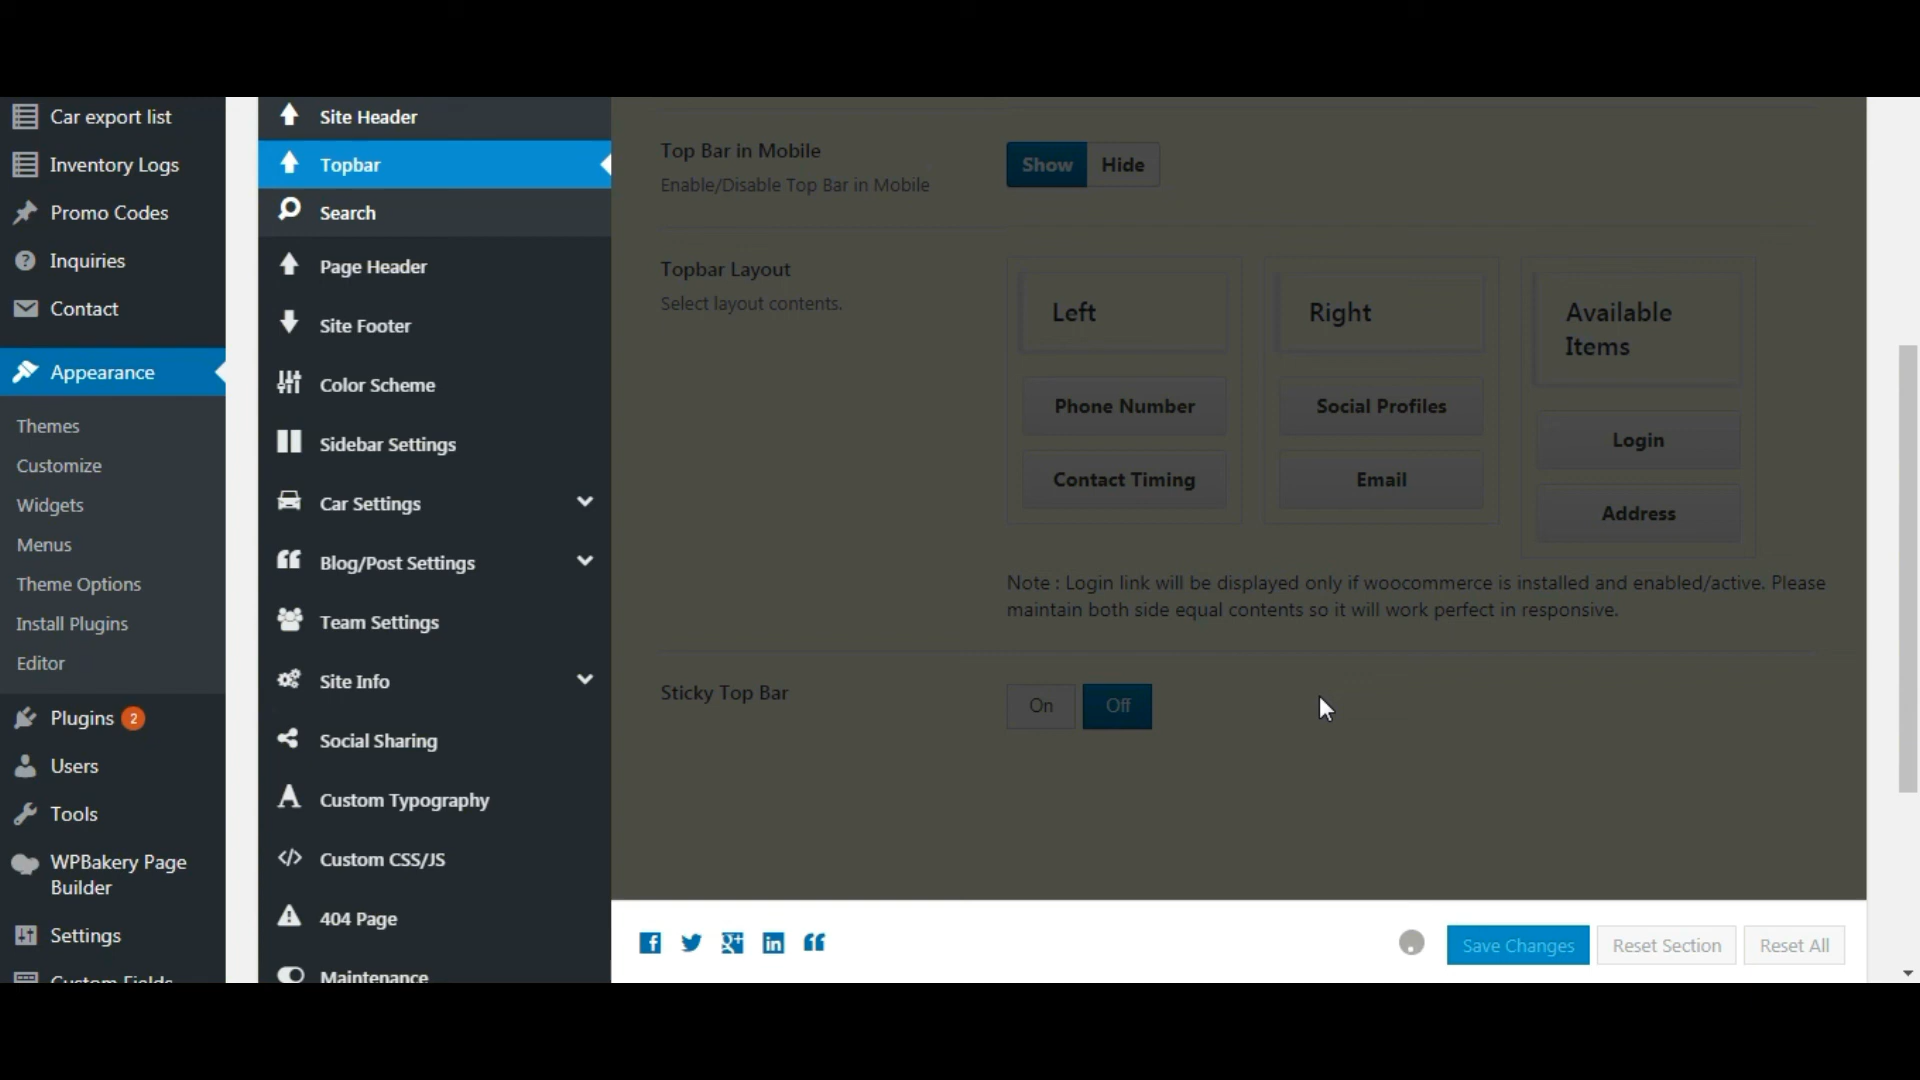 Car export list
Inventory Logs
Promo Codes
Inquiries
Contact
Appearance
Themes
Customize
Widgets
Menus
Theme Options
Install Plugins
Editor
Plugins 2
Users
Tools
WPBakery Page
Builder
Settings
Custom Fields
Site Header
Topbar
Search
Page Header
Site Footer
Color Scheme
Sidebar Settings
Car Settings
Blog/Post Settings
Team Settings
Site Info
Social Sharing
Custom Typography
Custom CSS/JS
404 Page
Maintenance
Top Bar in Mobile
Enable/Disable Top Bar in Mobile
Show Hide
Topbar Layout
Select layout contents.
Left
Phone Number
Contact Timing
Right
Social Profiles
Email
Available
Items
Login
Address
Note : Login link will be displayed only if woocommerce is installed and enabled/active. Please
maintain both side equal contents so it will work perfect in responsive.
Sticky Top Bar
On Off
Save Changes Reset Section Reset All